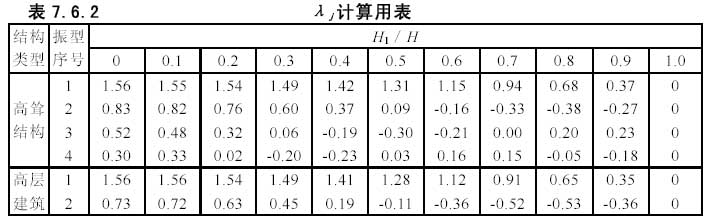 表 7.6.2 λj计算用表
结构类型 振型序号 H₁ / H
0 0.1 0.2 0.3 0.4 0.5 0.6 0.7 0.8 0.9 1.0
高耸结构
1 1.56 1.55 1.54 1.49 1.42 1.31 1.15 0.94 0.68 0.37 0
2 0.83 0.82 0.76 0.60 0.37 0.09 -0.16 -0.33 -0.38 -0.27 0
3 0.52 0.48 0.32 0.06 -0.19 -0.30 -0.21 0.00 0.20 0.23 0
4 0.30 0.33 0.02 -0.20 -0.23 0.03 0.16 0.15 -0.05 -0.18 0
高层建筑
1 1.56 1.56 1.54 1.49 1.41 1.28 1.12 0.91 0.65 0.35 0
2 0.73 0.72 0.63 0.45 0.19 -0.11 -0.36 -0.52 -0.53 -0.36 0